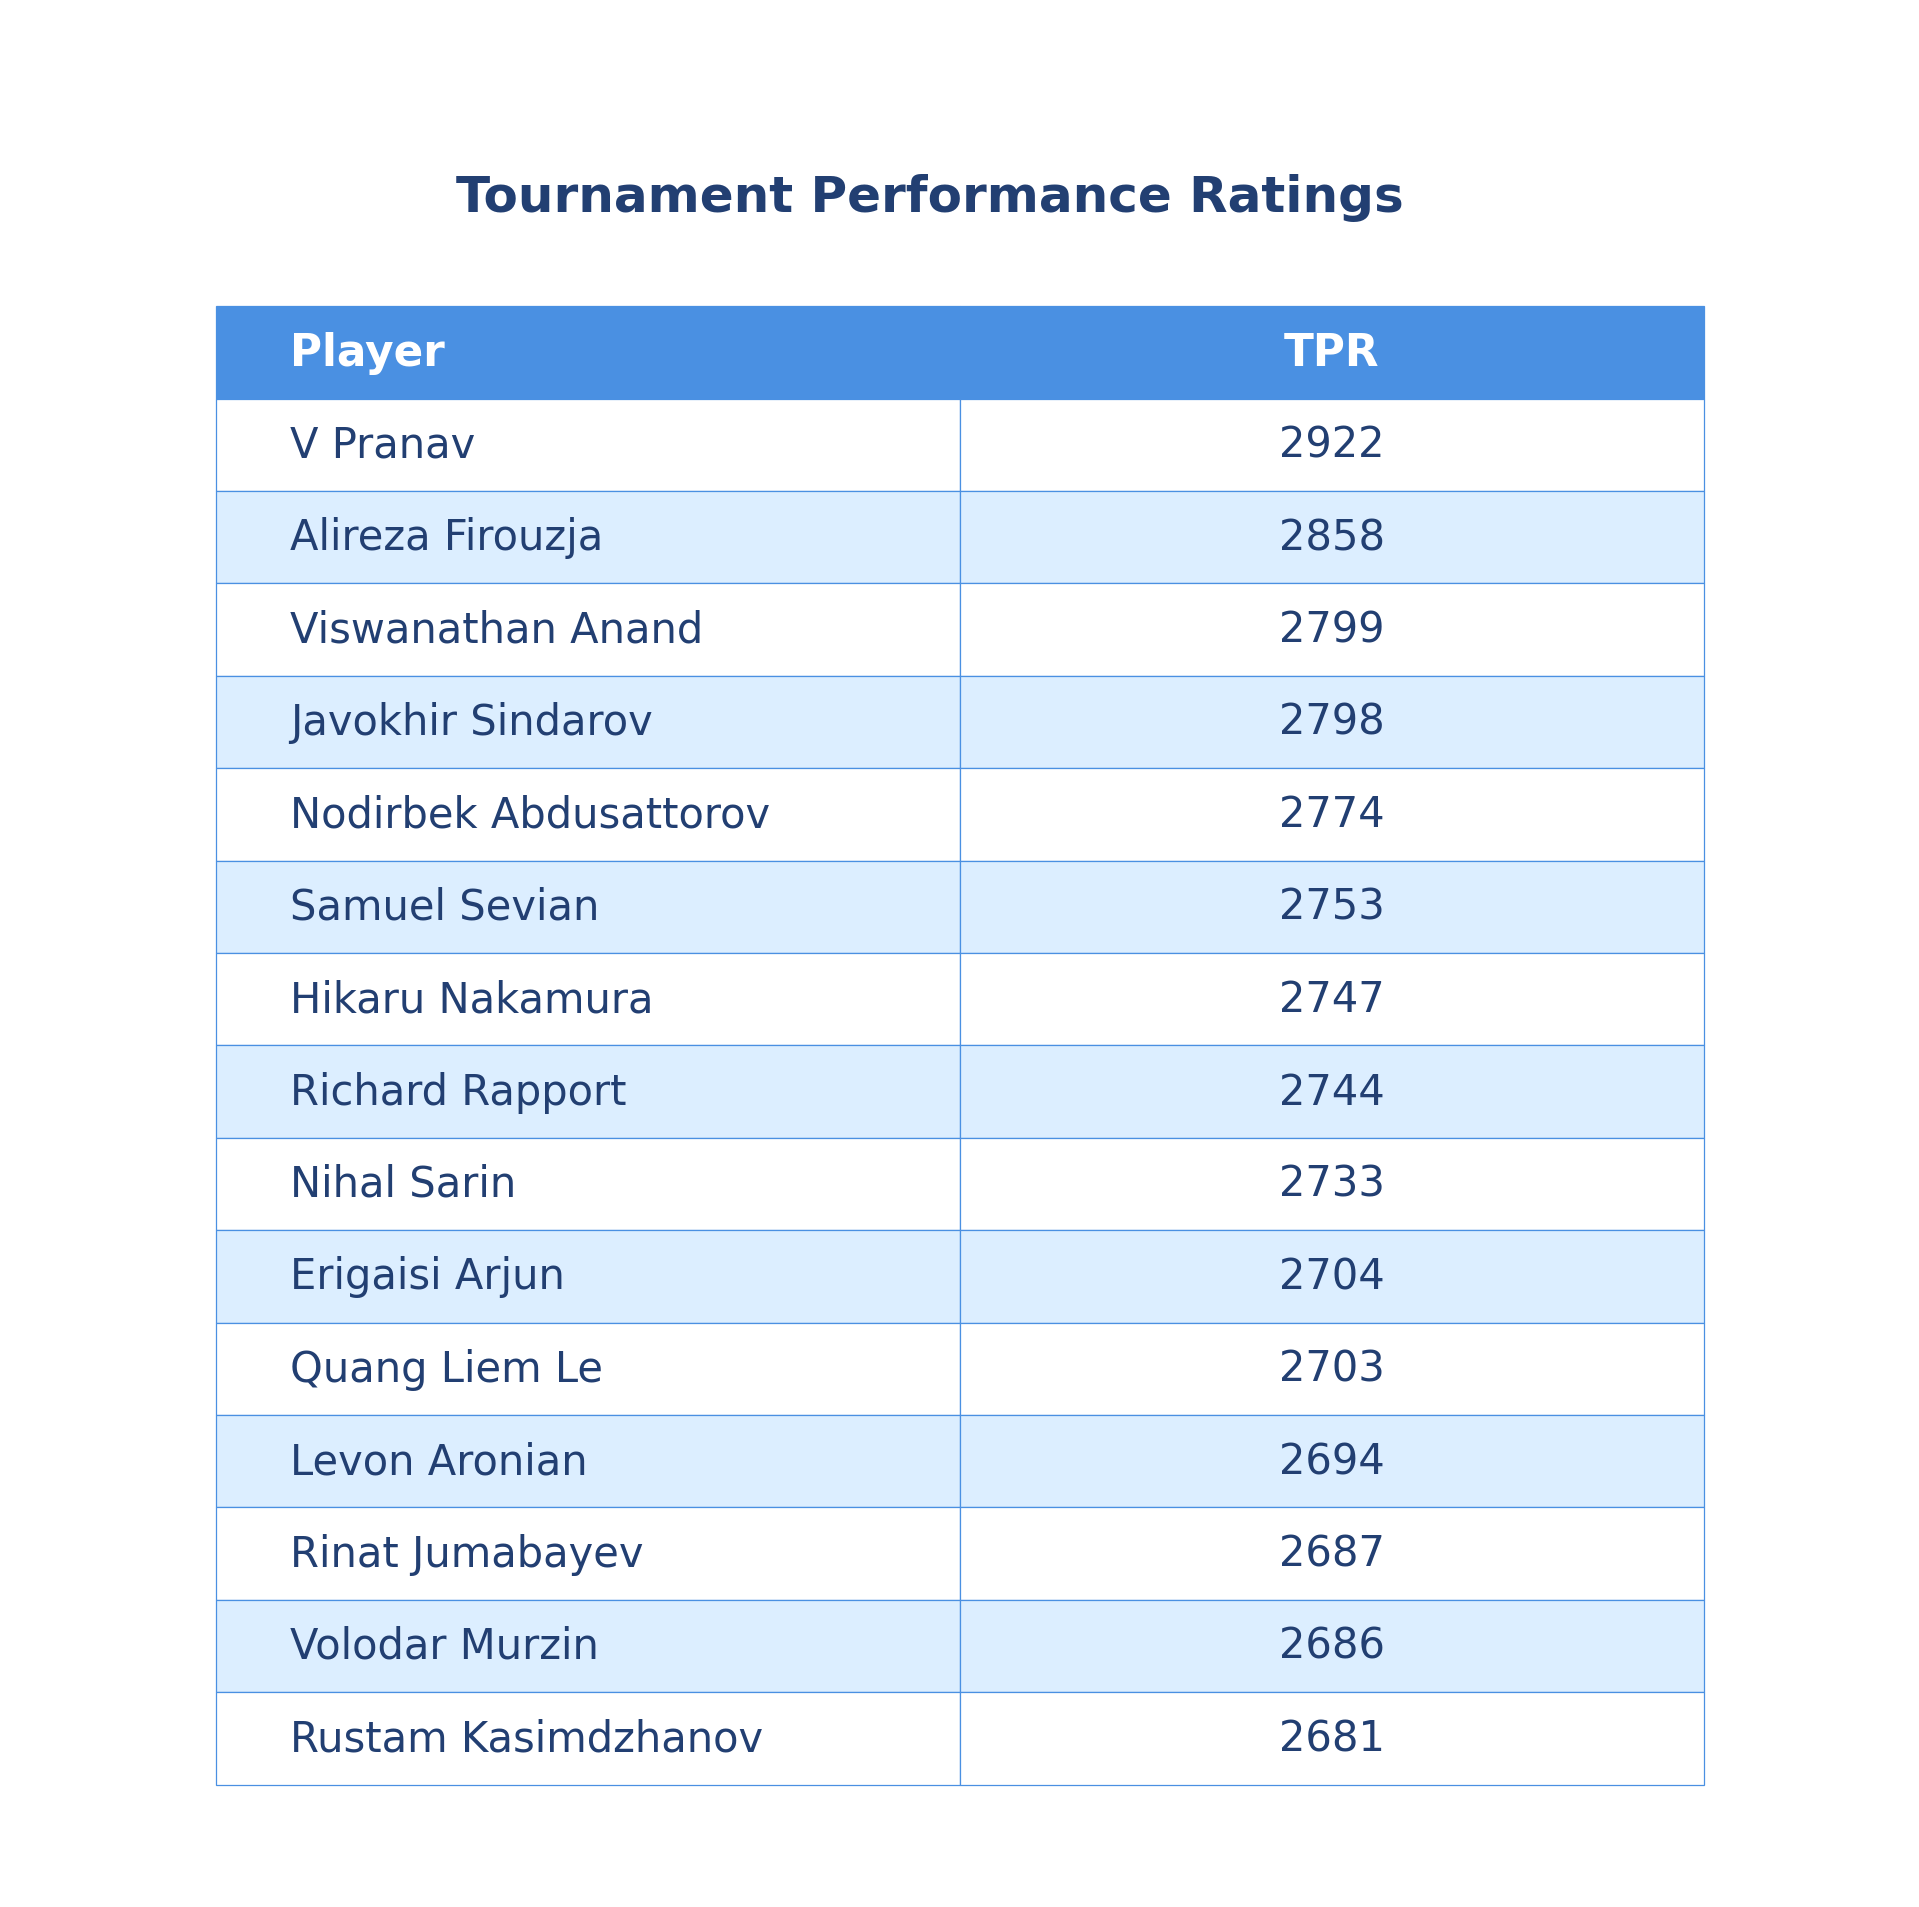 Tournament Performance Ratings
Player TPR
V Pranav 2922
Alireza Firouzja 2858
Viswanathan Anand 2799
Javokhir Sindarov 2798
Nodirbek Abdusattorov 2774
Samuel Sevian 2753
Hikaru Nakamura 2747
Richard Rapport 2744
Nihal Sarin 2733
Erigaisi Arjun 2704
Quang Liem Le 2703
Levon Aronian 2694
Rinat Jumabayev 2687
Volodar Murzin 2686
Rustam Kasimdzhanov 2681